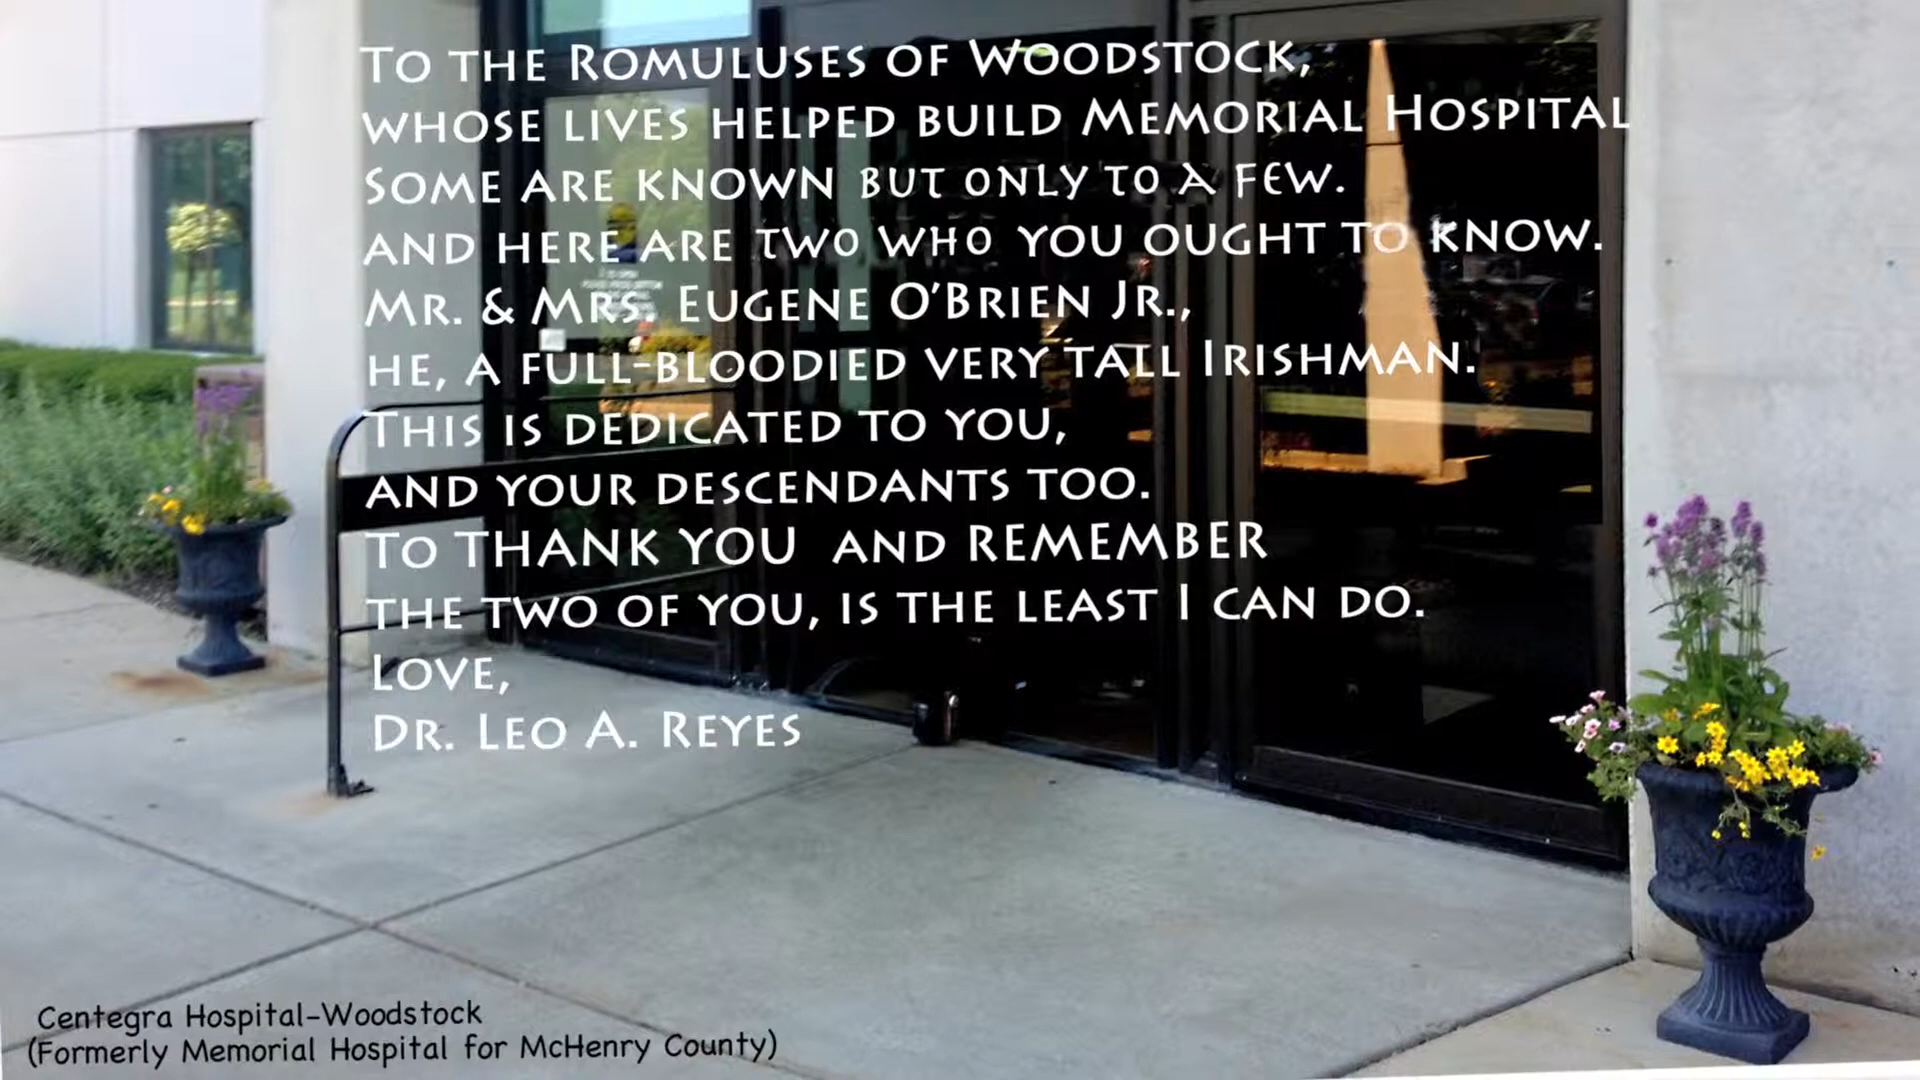 To the Romuluses of Woodstock,
whose lives helped build Memorial Hospital
Some are known but only to a few.
and here are two who you ought to know.
Mr. & Mrs. Eugene O'Brien Jr.,
he, a full-bloodied very tall Irishman.
This is dedicated to you,
and your descendants too.
To THANK YOU and REMEMBER
the two of you, is the least I can do.
Love,
Dr. Leo A. Reyes
Centegra Hospital-Woodstock
(Formerly Memorial Hospital for McHenry County)